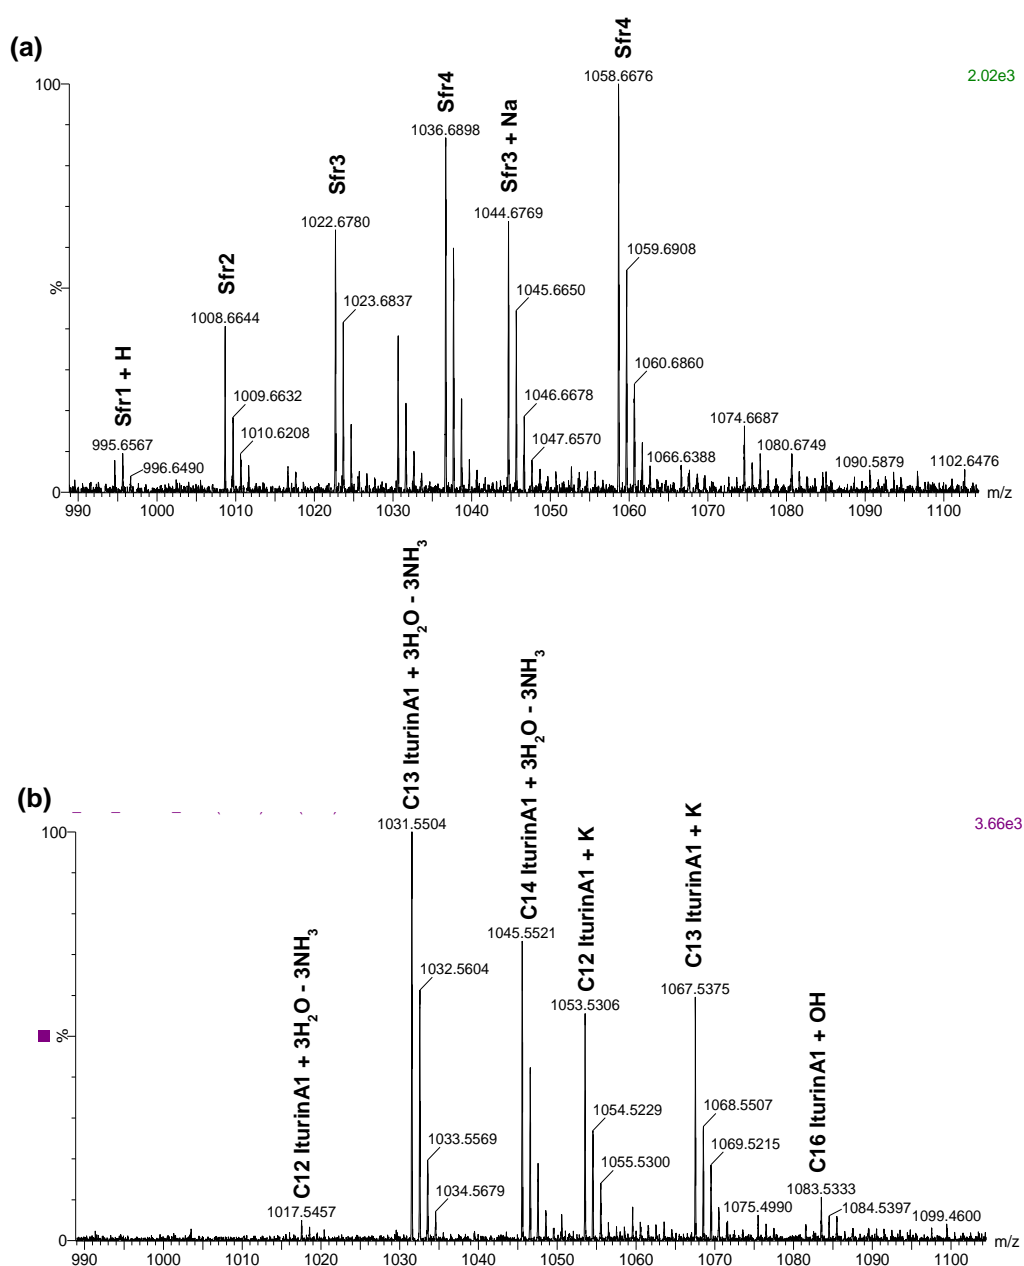 (a)
2.02e3
100
%
0
Sfr1 + H
995.6567
996.6490
Sfr2
1008.6644
1009.6632
1010.6208
Sfr3
1022.6780
1023.6837
Sfr4
1036.6898
Sfr3 + Na
1044.6769
1045.6650
1046.6678
1047.6570
Sfr4
1058.6676
1059.6908
1060.6860
1066.6388
1074.6687
1080.6749
1090.5879
1102.6476
m/z
990 1000 1010 1020 1030 1040 1050 1060 1070 1080 1090 1100
(b)
3.66e3
100
%
0
C12 IturinA1 + 3H2O - 3NH3
1017.5457
C13 IturinA1 + 3H2O - 3NH3
1031.5504
1032.5604
1033.5569
1034.5679
C14 IturinA1 + 3H2O - 3NH3
1045.5521
C12 IturinA1 + K
1053.5306
1054.5229
1055.5300
C13 IturinA1 + K
1067.5375
1068.5507
1069.5215
1075.4990
C16 IturinA1 + OH
1083.5333
1084.5397
1099.4600
m/z
990 1000 1010 1020 1030 1040 1050 1060 1070 1080 1090 1100